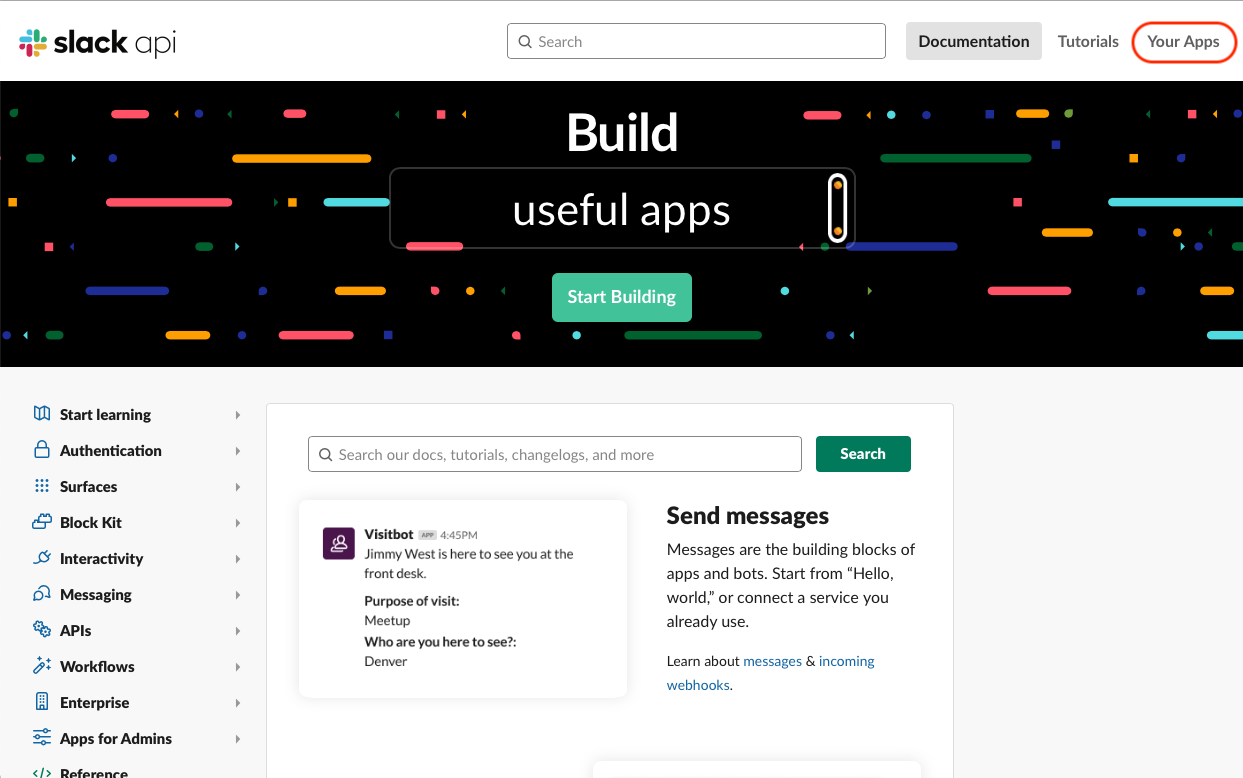 slack api
Search
Documentation
Tutorials
Your Apps
Build
useful apps
Start Building
Start learning
Authentication
Surfaces
Block Kit
Interactivity
Messaging
APIs
Workflows
Enterprise
Apps for Admins
Reference
Search our docs, tutorials, changelogs, and more
Search
Visitbot APP 4:45PM
Jimmy West is here to see you at the
front desk.
Purpose of visit:
Meetup
Who are you here to see?:
Denver
Send messages
Messages are the building blocks of
apps and bots. Start from “Hello,
world,” or connect a service you
already use.
Learn about messages & incoming
webhooks.